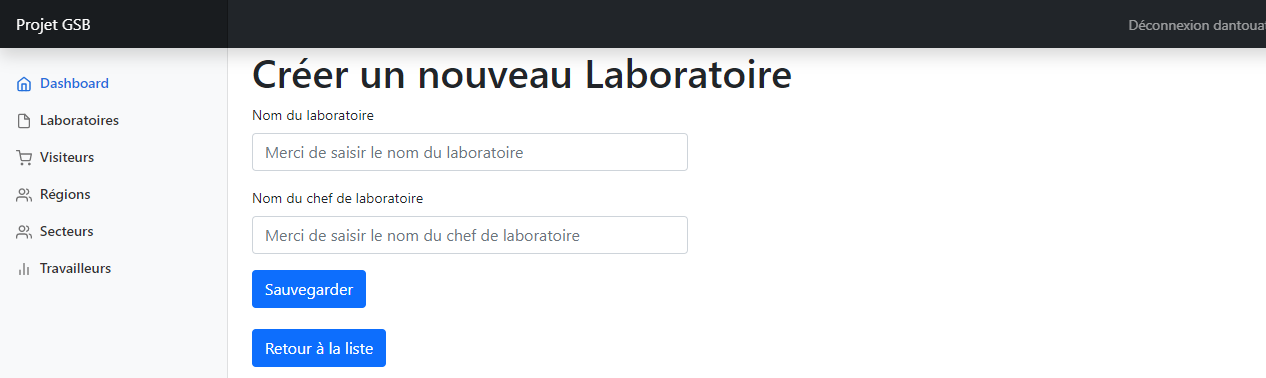 Projet GSB
Déconnexion dantouat
Dashboard
Laboratoires
Visiteurs
Régions
Secteurs
Travailleurs
Créer un nouveau Laboratoire
Nom du laboratoire
Merci de saisir le nom du laboratoire
Nom du chef de laboratoire
Merci de saisir le nom du chef de laboratoire
Sauvegarder
Retour à la liste